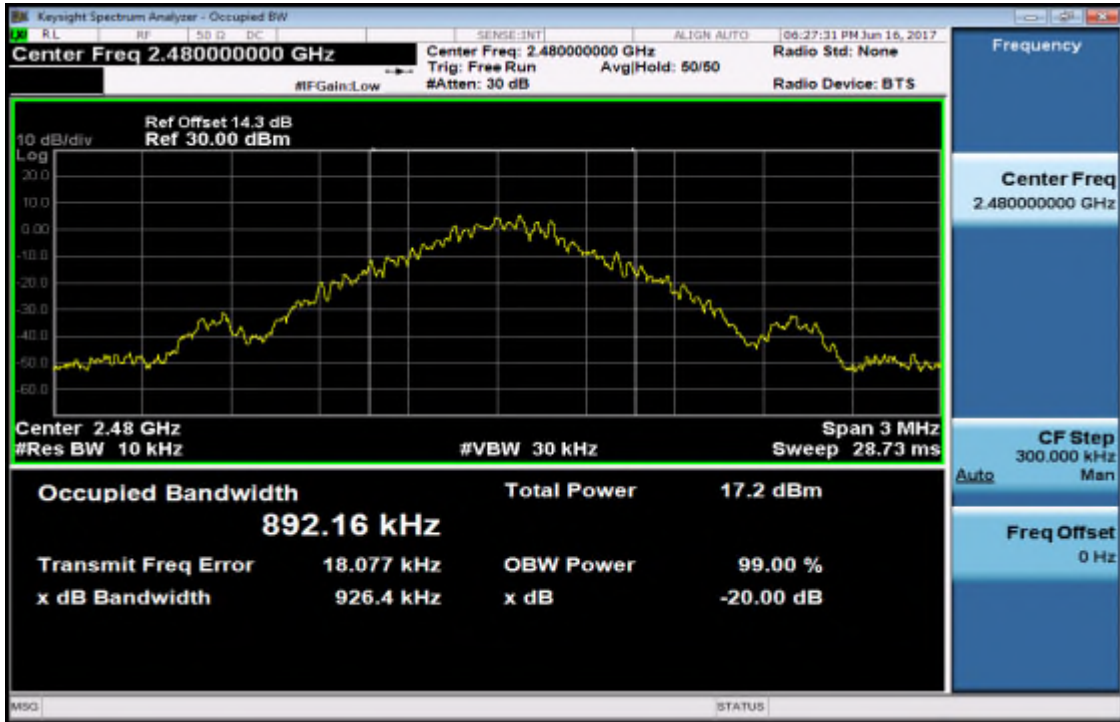 Keysight Spectrum Analyzer - Occupied BW
RL RF 50 Ω DC SENSE:INT ALIGN AUTO 06:27:31 PM Jun 16, 2017
Center Freq 2.480000000 GHz
Center Freq: 2.480000000 GHz Radio Std: None
Trig: Free Run Avg|Hold: 50/50
#IFGain:Low #Atten: 30 dB Radio Device: BTS
Frequency
Ref Offset 14.3 dB
10 dB/div Ref 30.00 dBm
Log
20.0
10.0
0.00
-10.0
-20.0
-30.0
-40.0
-50.0
-60.0
Center 2.48 GHz Span 3 MHz
#Res BW 10 kHz #VBW 30 kHz Sweep 28.73 ms
Occupied Bandwidth Total Power 17.2 dBm
892.16 kHz
Transmit Freq Error 18.077 kHz OBW Power 99.00 %
x dB Bandwidth 926.4 kHz x dB -20.00 dB
Center Freq
2.480000000 GHz
CF Step
300.000 kHz
Auto Man
Freq Offset
0 Hz
MSG STATUS